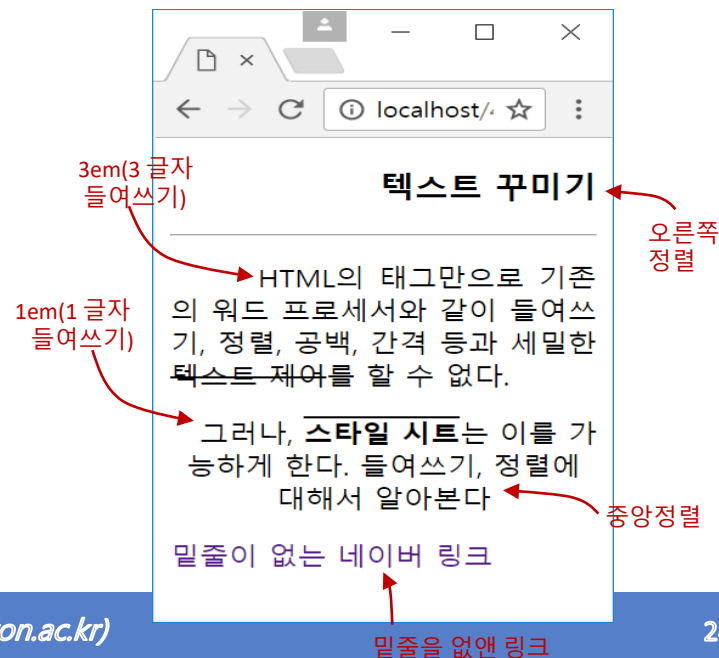 localhost/
3em(3 글자
들여쓰기)
텍스트 꾸미기
오른쪽
정렬
HTML의 태그만으로 기존
의 워드 프로세서와 같이 들여쓰
기, 정렬, 공백, 간격 등과 세밀한
텍스트 제어를 할 수 없다.
1em(1 글자
들여쓰기)
그러나, 스타일 시트는 이를 가
능하게 한다. 들여쓰기, 정렬에
대해서 알아본다
중앙정렬
밑줄이 없는 네이버 링크
on.ac.kr)
밑줄을 없앤 링크